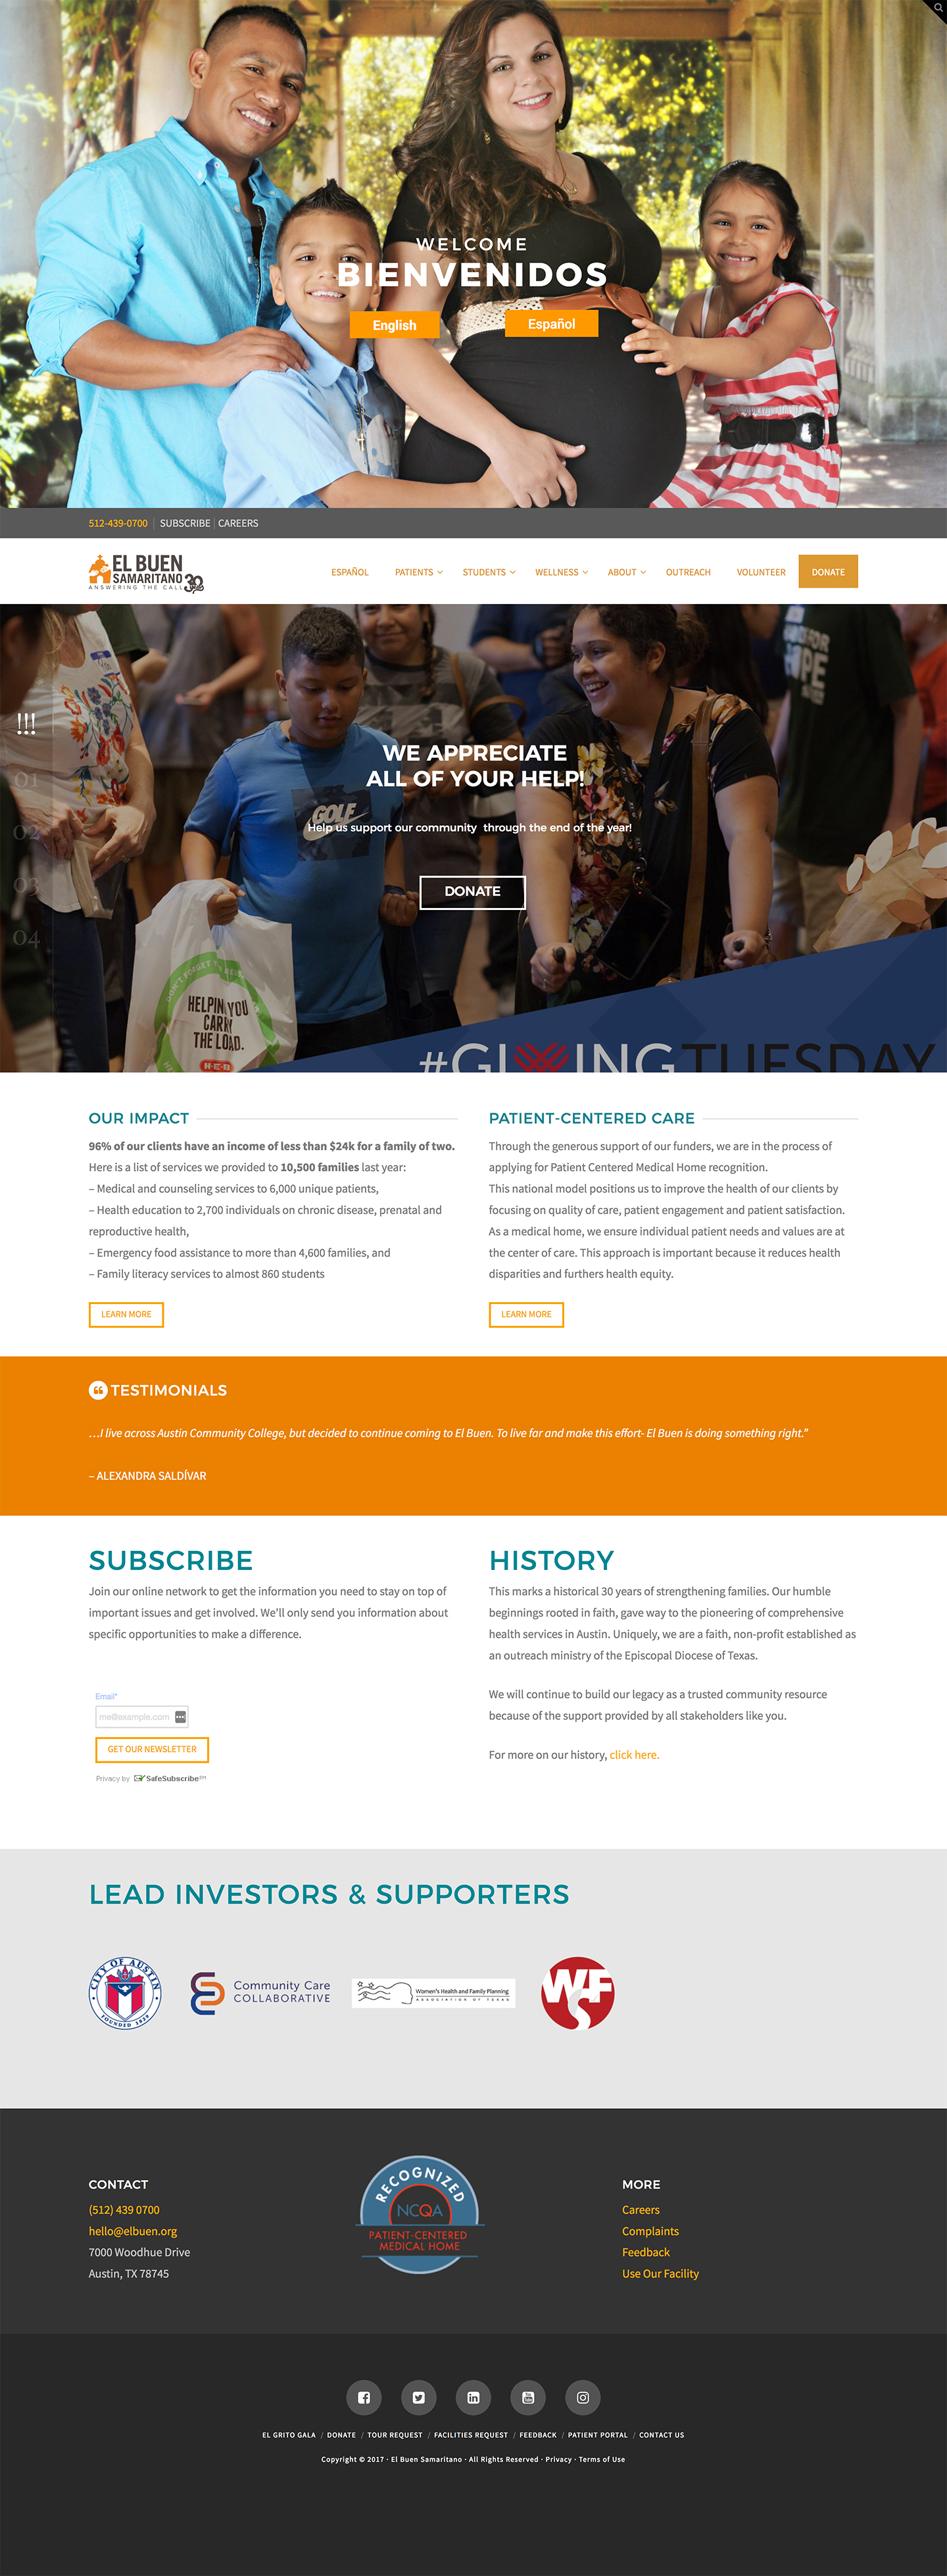 WELCOME
BIENVENIDOS
English
Español
512-439-0700 | SUBSCRIBE | CAREERS
EL BUEN
SAMARITANO
ANSWERING THE CALL
30
ESPAÑOL
PATIENTS
STUDENTS
WELLNESS
ABOUT
OUTREACH
VOLUNTEER
DONATE
!!!
01
02
03
04
WE APPRECIATE
ALL OF YOUR HELP!
GOLF
Help us support our community through the end of the year!
DONATE
DON'T FORGET
HELPIN YOU
CARRY
THE LOAD.
H-E-B
#GIVINGTUESDAY
OUR IMPACT
96% of our clients have an income of less than $24k for a family of two.
Here is a list of services we provided to 10,500 families last year:
– Medical and counseling services to 6,000 unique patients,
– Health education to 2,700 individuals on chronic disease, prenatal and
reproductive health,
– Emergency food assistance to more than 4,600 families, and
– Family literacy services to almost 860 students
LEARN MORE
PATIENT-CENTERED CARE
Through the generous support of our funders, we are in the process of
applying for Patient Centered Medical Home recognition.
This national model positions us to improve the health of our clients by
focusing on quality of care, patient engagement and patient satisfaction.
As a medical home, we ensure individual patient needs and values are at
the center of care. This approach is important because it reduces health
disparities and furthers health equity.
LEARN MORE
TESTIMONIALS
…I live across Austin Community College, but decided to continue coming to El Buen. To live far and make this effort- El Buen is doing something right.”
– ALEXANDRA SALDÍVAR
SUBSCRIBE
Join our online network to get the information you need to stay on top of
important issues and get involved. We’ll only send you information about
specific opportunities to make a difference.
Email*
me@example.com
GET OUR NEWSLETTER
Privacy by SafeSubscribe℠
HISTORY
This marks a historical 30 years of strengthening families. Our humble
beginnings rooted in faith, gave way to the pioneering of comprehensive
health services in Austin. Uniquely, we are a faith, non-profit established as
an outreach ministry of the Episcopal Diocese of Texas.
We will continue to build our legacy as a trusted community resource
because of the support provided by all stakeholders like you.
For more on our history, click here.
LEAD INVESTORS & SUPPORTERS
CITY OF AUSTIN
FOUNDED 1839
Community Care
COLLABORATIVE
Women's Health and Family Planning
ASSOCIATION OF TEXAS
WF
CONTACT
(512) 439 0700
hello@elbuen.org
7000 Woodhue Drive
Austin, TX 78745
RECOGNIZED
NCQA
PATIENT-CENTERED
MEDICAL HOME
MORE
Careers
Complaints
Feedback
Use Our Facility
EL GRITO GALA / DONATE / TOUR REQUEST / FACILITIES REQUEST / FEEDBACK / PATIENT PORTAL / CONTACT US
Copyright © 2017 · El Buen Samaritano · All Rights Reserved · Privacy · Terms of Use